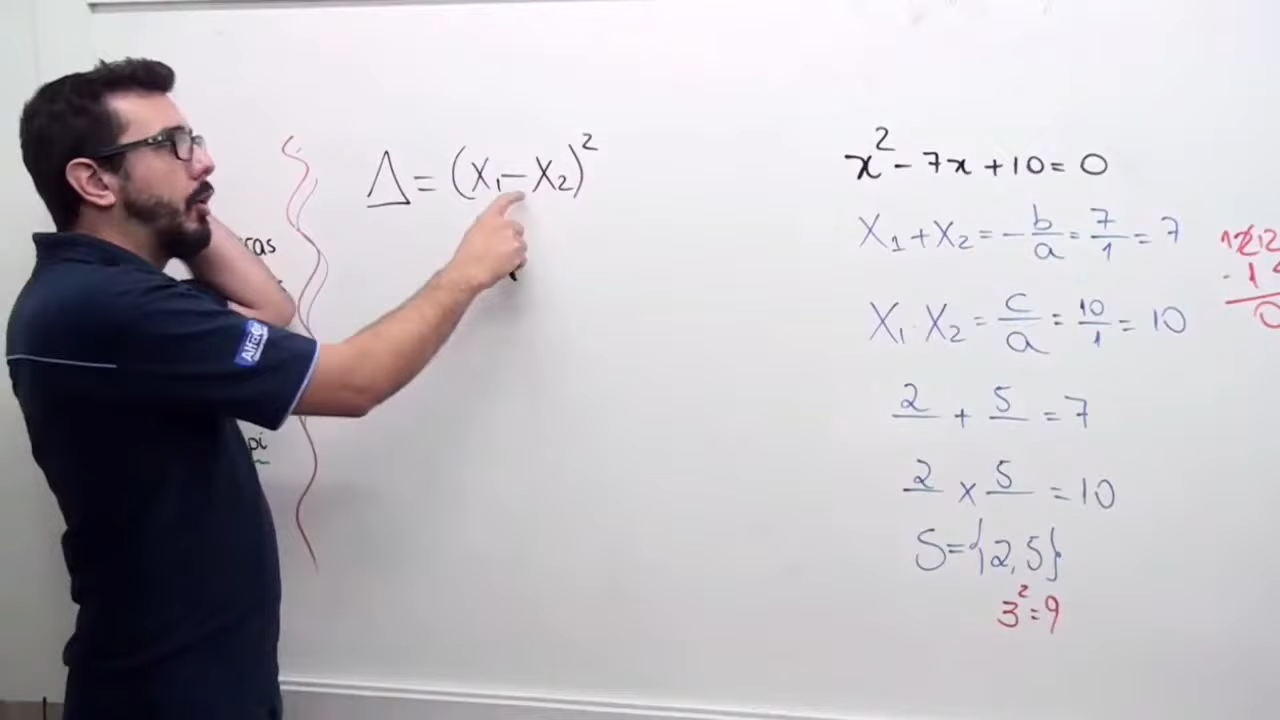 Δ = (X₁ - X₂)²
x² - 7x + 10 = 0
X₁ + X₂ = - b/a = 7/1 = 7
X₁ . X₂ = c/a = 10/1 = 10
2 + 5 = 7
2 x 5 = 10
S = {2, 5}
3² = 9